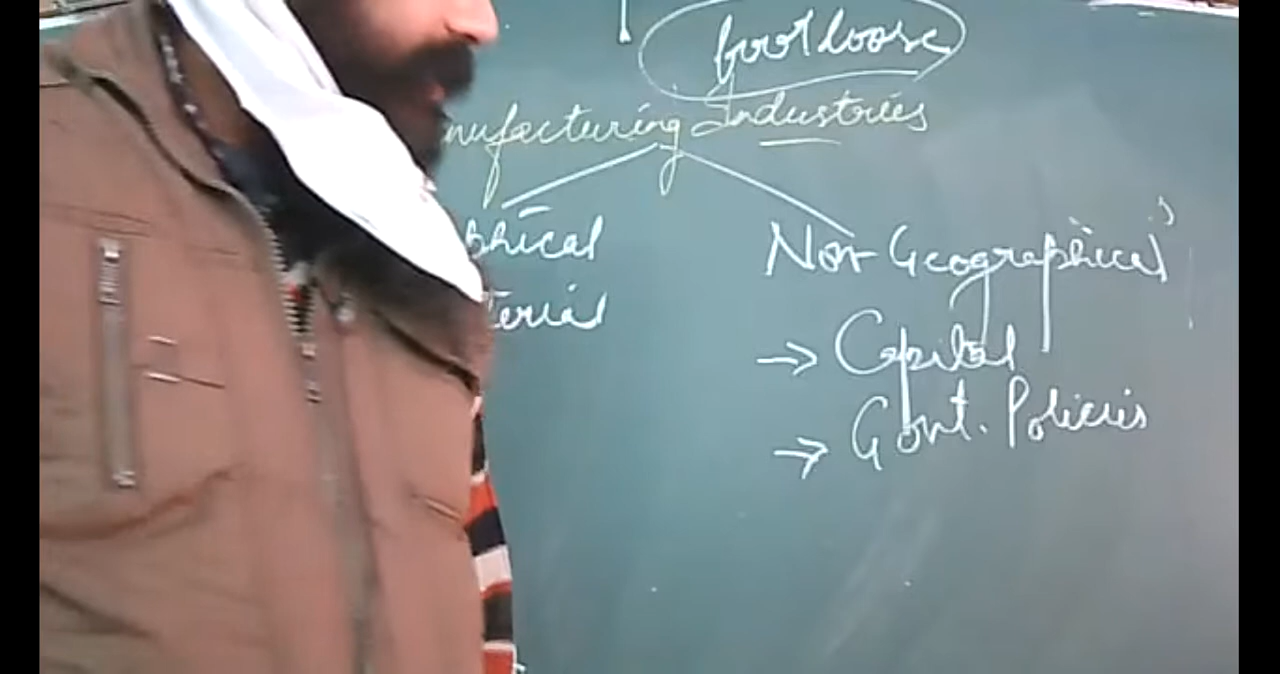 footloose
nufacturing Industries
phical
Non-Geographical
terial
→ Capital
→ Govt. Policies